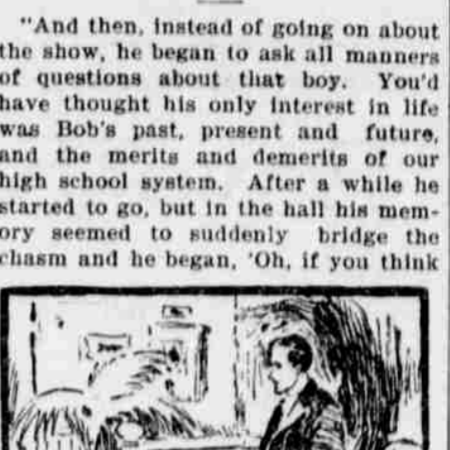 "And then, instead of going on about
the show, he began to ask all manners
of questions about that boy. You'd
have thought his only interest in life
was Bob's past, present and future,
and the merits and demerits of our
high school system. After a while he
started to go, but in the hall his mem-
ory seemed to suddenly bridge the
chasm and he began, 'Oh, if you think